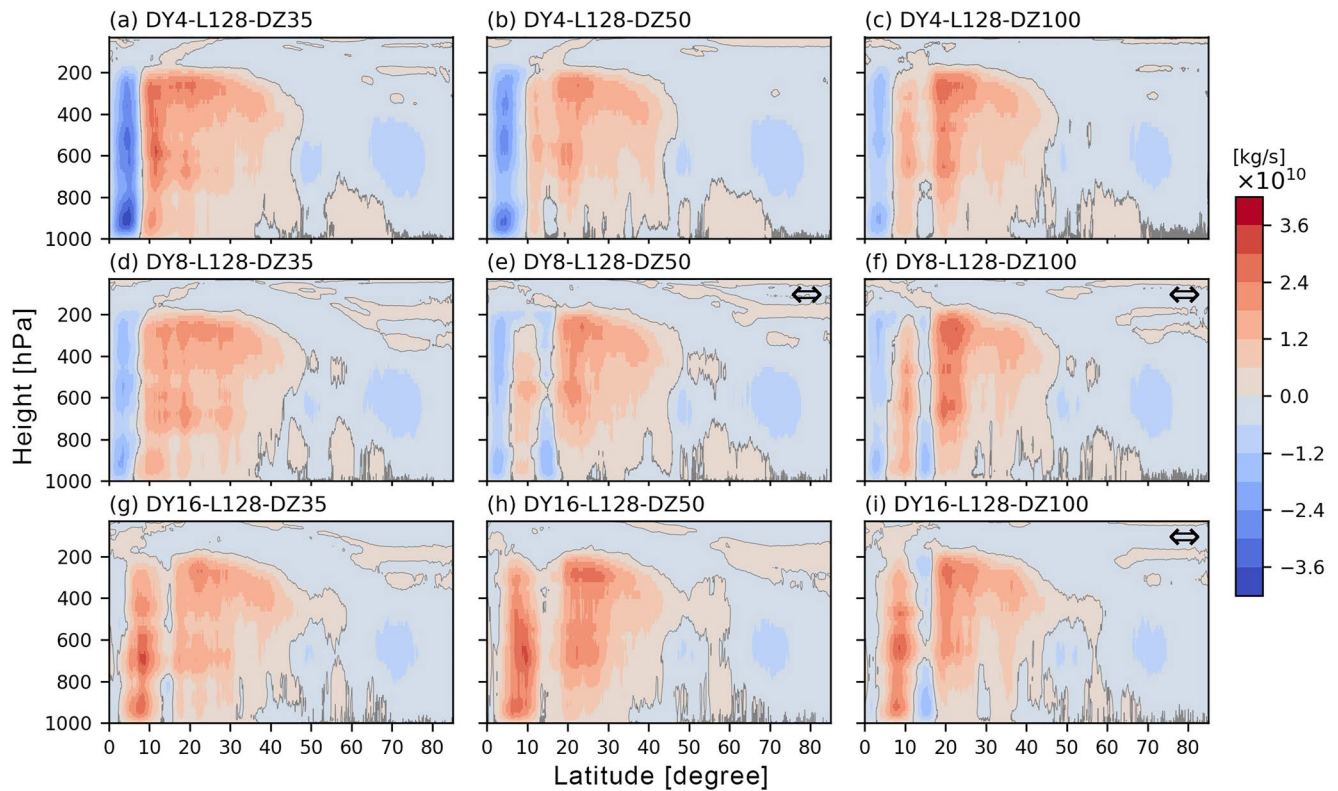 (a) DY4-L128-DZ35
(b) DY4-L128-DZ50
(c) DY4-L128-DZ100
200
400
600
800
1000
(d) DY8-L128-DZ35
(e) DY8-L128-DZ50
(f) DY8-L128-DZ100
200
400
600
800
1000
(g) DY16-L128-DZ35
(h) DY16-L128-DZ50
(i) DY16-L128-DZ100
200
400
600
800
1000
0 10 20 30 40 50 60 70 80
0 10 20 30 40 50 60 70 80
0 10 20 30 40 50 60 70 80
Height [hPa]
Latitude [degree]
[kg/s]
×10¹⁰
3.6
2.4
1.2
0.0
−1.2
−2.4
−3.6